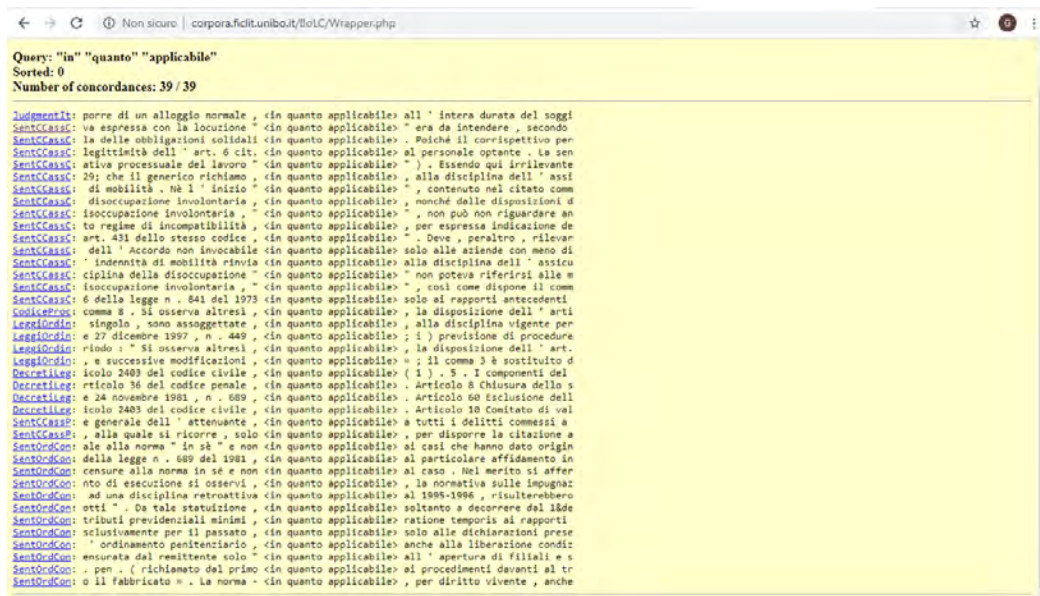 Non sicuro | corpora.ficlit.unibo.it/BoLC/Wrapper.php
G
Query: "in" "quanto" "applicabile"
Sorted: 0
Number of concordances: 39 / 39
JudgmentIt: porre di un alloggio normale , <in quanto applicabile> all ' intera durata del soggi
SentCCassC: va espressa con la locuzione " <in quanto applicabile> " era da intendere , secondo
SentCCassC: la delle obbligazioni solidali <in quanto applicabile> . Poiché il corrispettivo per
SentCCassC: legittimità dell ' art. 6 cit. <in quanto applicabile> al personale optante . La sen
SentCCassC: ativa processuale del lavoro " <in quanto applicabile> " ) . Essendo qui irrilevante
SentCCassC: 29; che il generico richiamo , <in quanto applicabile> , alla disciplina dell ' assi
SentCCassC: di mobilità . Nè l ' inizio " <in quanto applicabile> " , contenuto nel citato comm
SentCCassC: disoccupazione involontaria , <in quanto applicabile> , nonché dalle disposizioni d
SentCCassC: isoccupazione involontaria , " <in quanto applicabile> " , non può non riguardare an
SentCCassC: to regime di incompatibilità , <in quanto applicabile> , per espressa indicazione de
SentCCassC: art. 431 dello stesso codice , <in quanto applicabile> " . Deve , peraltro , rilevar
SentCCassC: dell ' Accordo non invocabile <in quanto applicabile> solo alle aziende con meno di
SentCCassC: ' indennità di mobilità rinvia <in quanto applicabile> alla disciplina dell ' assicu
SentCCassC: ciplina della disoccupazione " <in quanto applicabile> " non poteva riferirsi alle m
SentCCassC: isoccupazione involontaria , " <in quanto applicabile> " , così come dispone il comm
SentCCassC: 6 della legge n . 841 del 1973 <in quanto applicabile> solo ai rapporti antecedenti
CodiceProc: comma 8 . Si osserva altresì , <in quanto applicabile> , la disposizione dell ' arti
LeggiOrdin: singolo , sono assoggettate , <in quanto applicabile> , alla disciplina vigente per
LeggiOrdin: e 27 dicembre 1997 , n . 449 , <in quanto applicabile> ; i ) previsione di procedure
LeggiOrdin: riodo : " Si osserva altresì , <in quanto applicabile> , la disposizione dell ' art.
LeggiOrdin: , e successive modificazioni , <in quanto applicabile> » ; il comma 3 è sostituito d
DecretiLeg: icolo 2403 del codice civile , <in quanto applicabile> ( 1 ) . 5 . I componenti del
DecretiLeg: rticolo 36 del codice penale , <in quanto applicabile> . Articolo 8 Chiusura dello s
DecretiLeg: e 24 novembre 1981 , n . 689 , <in quanto applicabile> . Articolo 60 Esclusione dell
DecretiLeg: icolo 2403 del codice civile , <in quanto applicabile> . Articolo 10 Comitato di val
SentCCassP: e generale dell ' attenuante , <in quanto applicabile> a tutti i delitti commessi a
SentCCassP: , alla quale si ricorre , solo <in quanto applicabile> , per disporre la citazione a
SentOrdCon: ale alla norma " in sè " e non <in quanto applicabile> ai casi che hanno dato origin
SentOrdCon: della legge n . 689 del 1981 , <in quanto applicabile> al particolare affidamento in
SentOrdCon: censure alla norma in sé e non <in quanto applicabile> al caso . Nel merito si affer
SentOrdCon: nto di esecuzione si osservi , <in quanto applicabile> , la normativa sulle impugnaz
SentOrdCon: ad una disciplina retroattiva <in quanto applicabile> al 1995-1996 , risulterebbero
SentOrdCon: otti " . Da tale statuizione , <in quanto applicabile> soltanto a decorrere dal 1&de
SentOrdCon: tributi previdenziali minimi , <in quanto applicabile> ratione temporis ai rapporti
SentOrdCon: sclusivamente per il passato , <in quanto applicabile> solo alle dichiarazioni prese
SentOrdCon: ' ordinamento penitenziario , <in quanto applicabile> anche alla liberazione condiz
SentOrdCon: ensurata dal remittente solo " <in quanto applicabile> all ' apertura di filiali e s
SentOrdCon: . pen . ( richiamato dal primo <in quanto applicabile> ai procedimenti davanti al tr
SentOrdCon: o il fabbricato » . La norma - <in quanto applicabile> , per diritto vivente , anche